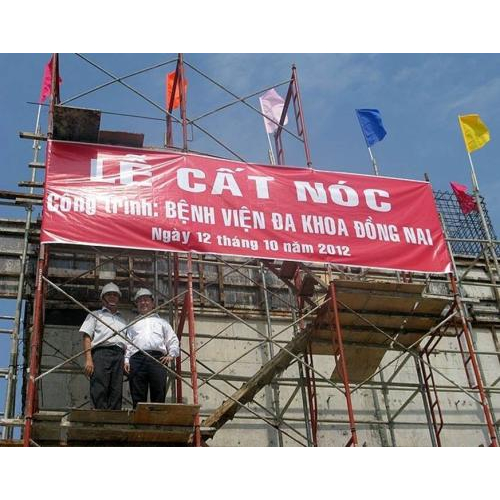 LỄ CẤT NÓC
Công trình: BỆNH VIỆN ĐA KHOA ĐỒNG NAI
Ngày 12 tháng 10 năm 2012